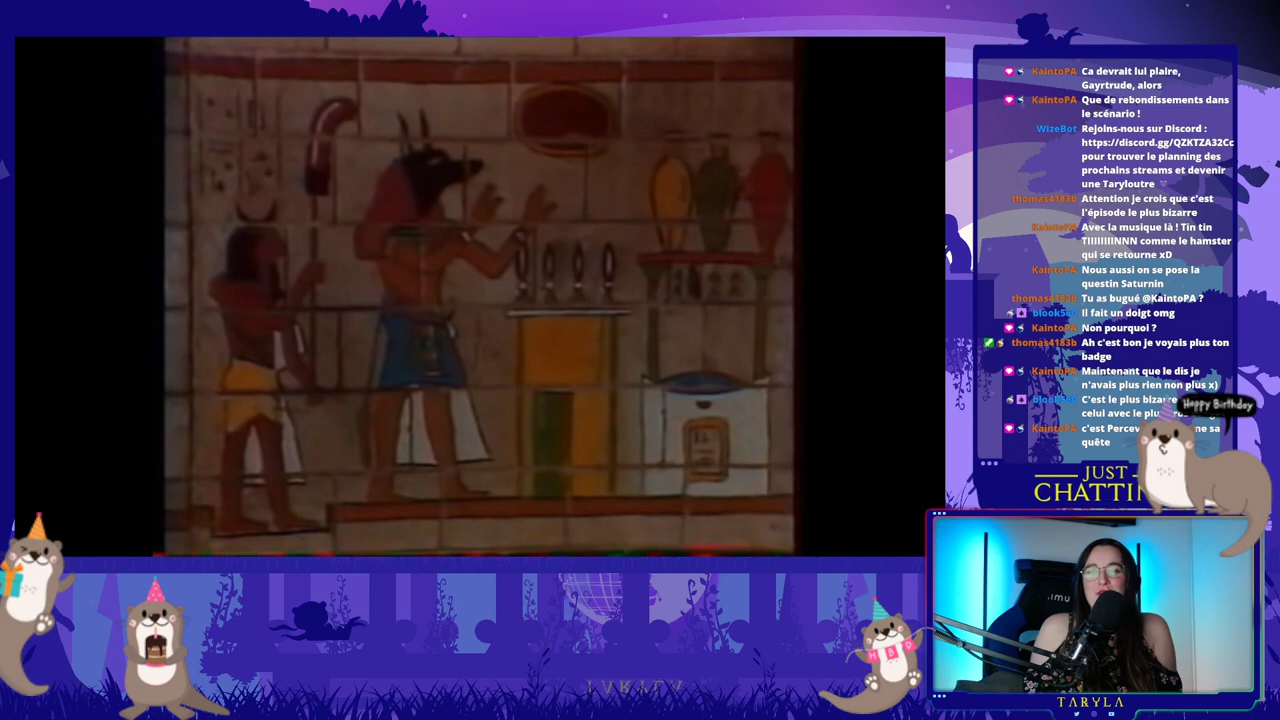 KaintoPA Ca devrait lui plaire,
Gayrtrude, alors
KaintoPA Que de rebondissements dans
le scénario !
WizeBot Rejoins-nous sur Discord :
https://discord.gg/QZKTZA32Cc
pour trouver le planning des
prochains streams et devenir
une Taryloutre
thomas4183b Attention je crois que c'est
l'épisode le plus bizarre
KaintoPA Avec la musique là ! Tin tin
TIIIIIIIINNN comme le hamster
qui se retourne xD
KaintoPA Nous aussi on se pose la
questin Saturnin
thomas4183b Tu as bugué @KaintoPA ?
Il fait un doigt omg
KaintoPA Non pourquoi ?
thomas4183b Ah c'est bon je voyais plus ton
badge
KaintoPA Maintenant que le dis je
n'avais plus rien non plus x)
C'est le plus
celui avec le
Happy Birthday
KaintoPA c'est sa
quête
JUST
HBD
TARYLA